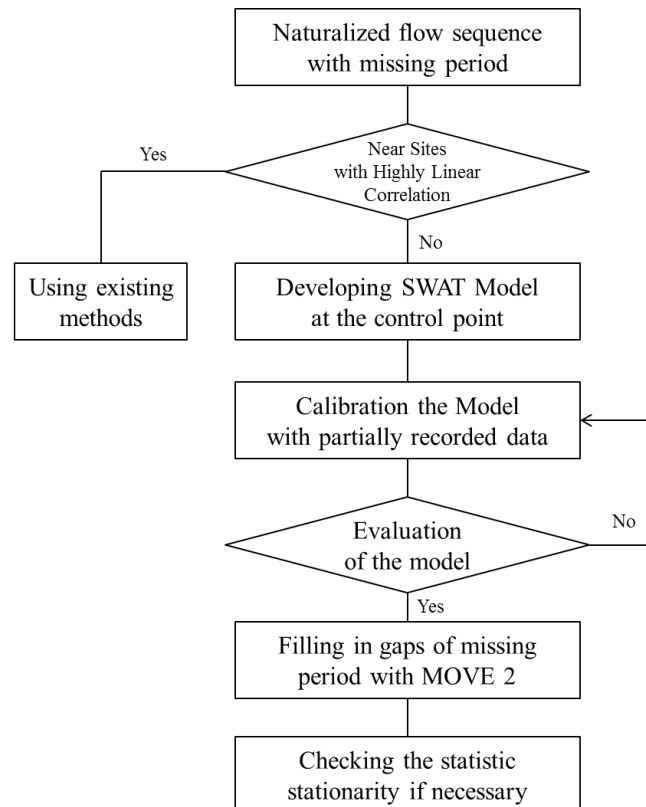 Naturalized flow sequence
with missing period
Near Sites
with Highly Linear
Correlation
Yes
No
Using existing
methods
Developing SWAT Model
at the control point
Calibration the Model
with partially recorded data
Evaluation
of the model
No
Yes
Filling in gaps of missing
period with MOVE 2
Checking the statistic
stationarity if necessary